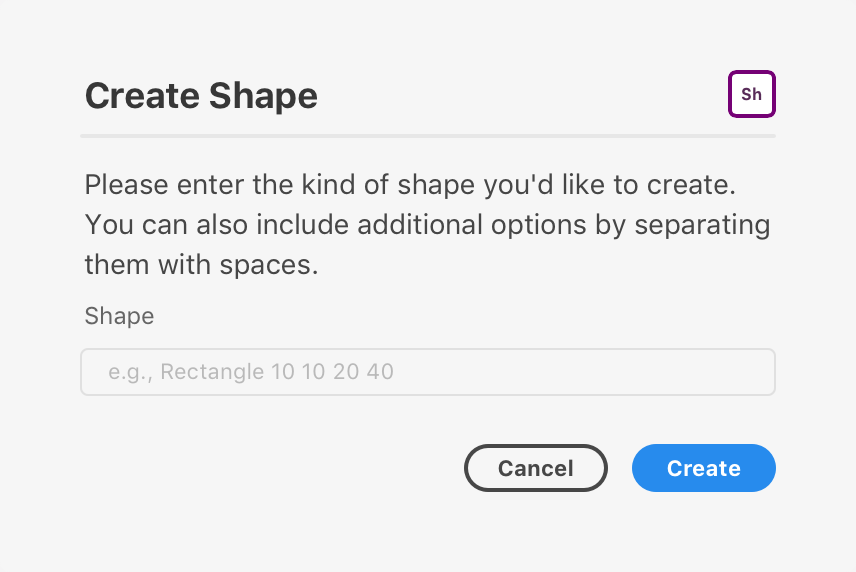 Create Shape
Sh
Please enter the kind of shape you'd like to create.
You can also include additional options by separating
them with spaces.
Shape
e.g., Rectangle 10 10 20 40
Cancel
Create